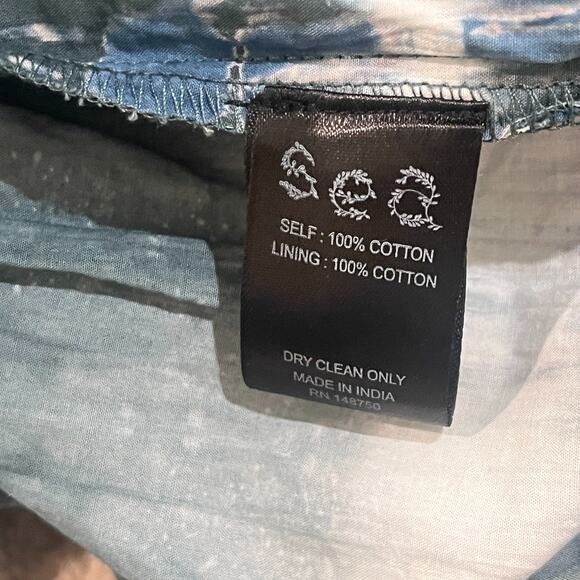 Sea
SELF : 100% COTTON
LINING : 100% COTTON
DRY CLEAN ONLY
MADE IN INDIA
RN 148750